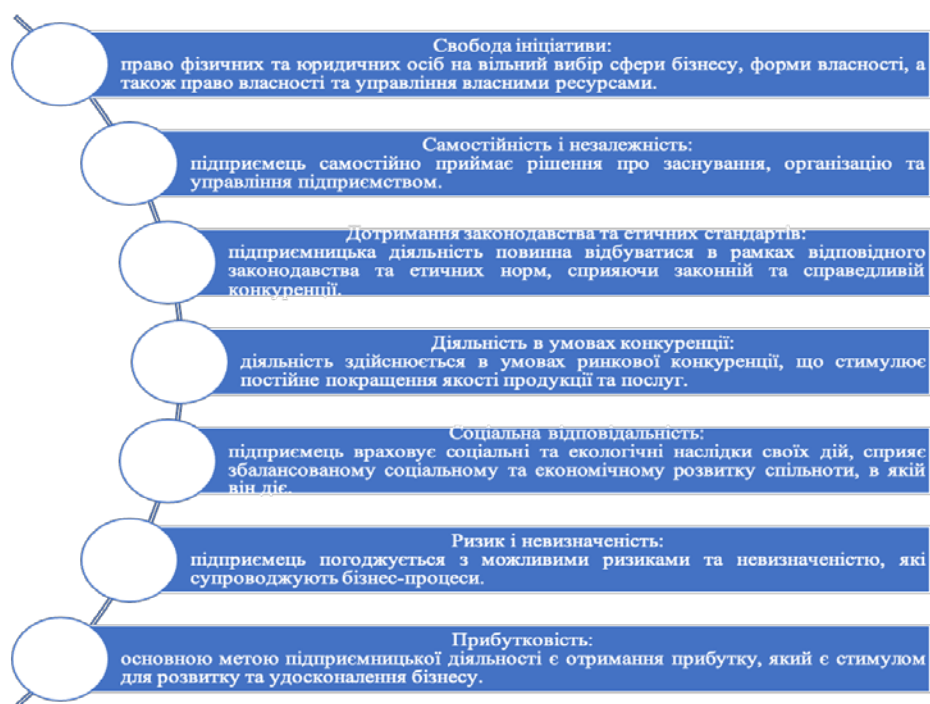 Свобода ініціативи:
право фізичних та юридичних осіб на вільний вибір сфери бізнесу, форми власності, а
також право власності та управління власними ресурсами.
Самостійність і незалежність:
підприємець самостійно приймає рішення про заснування, організацію та
управління підприємством.
Дотримання законодавства та етичних стандартів:
підприємницька діяльність повинна відбуватися в рамках відповідного
законодавства та етичних норм, сприяючи законній та справедливій
конкуренції.
Діяльність в умовах конкуренції:
діяльність здійснюється в умовах ринкової конкуренції, що стимулює
постійне покращення якості продукції та послуг.
Соціальна відповідальність:
підприємець враховує соціальні та екологічні наслідки своїх дій, сприяє
збалансованому соціальному та економічному розвитку спільноти, в якій
він діє.
Ризик і невизначеність:
підприємець погоджується з можливими ризиками та невизначеністю, які
супроводжують бізнес-процеси.
Прибутковість:
основною метою підприємницької діяльності є отримання прибутку, який є стимулом
для розвитку та удосконалення бізнесу.